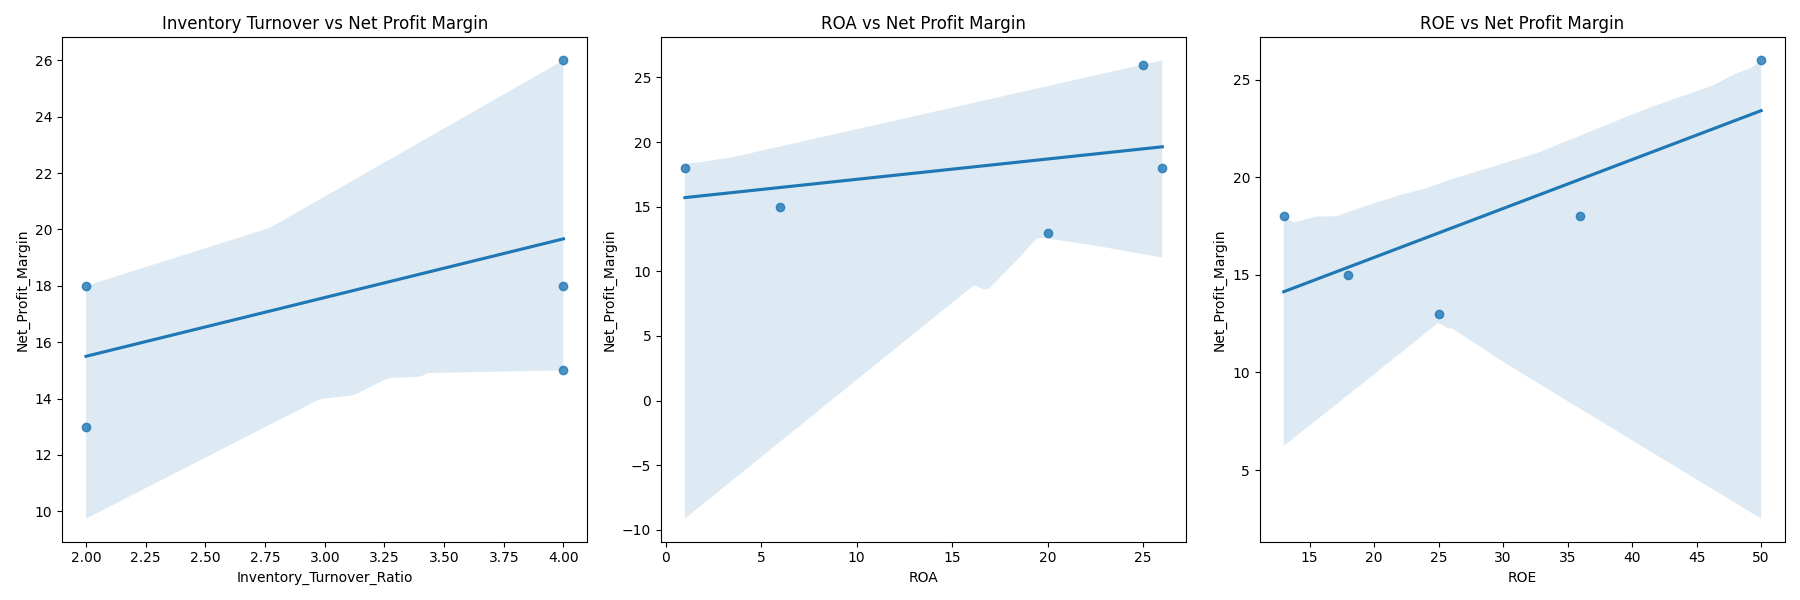 Inventory Turnover vs Net Profit Margin
Net_Profit_Margin
26
24
22
20
18
16
14
12
10
2.00 2.25 2.50 2.75 3.00 3.25 3.50 3.75 4.00
Inventory_Turnover_Ratio
ROA vs Net Profit Margin
Net_Profit_Margin
25
20
15
10
5
0
−5
−10
0 5 10 15 20 25
ROA
ROE vs Net Profit Margin
Net_Profit_Margin
25
20
15
10
5
15 20 25 30 35 40 45 50
ROE